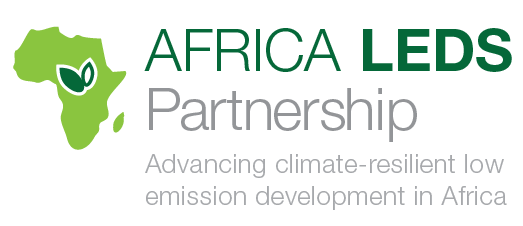 AFRICA LEDS
Partnership
Advancing climate-resilient low
emission development in Africa